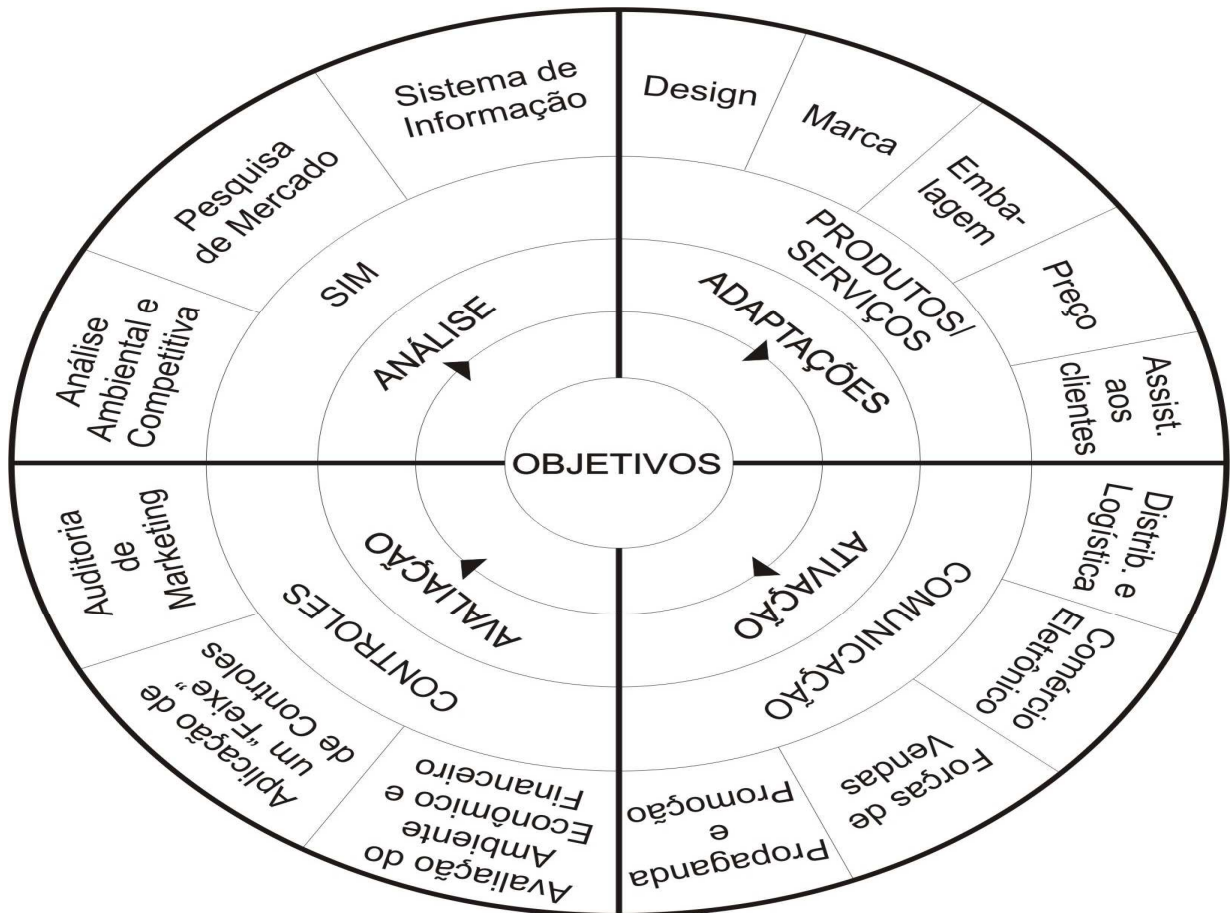 Sistema de
Informação
Design
Marca
Emba-
lagem
Preço
Assist.
aos
clientes
Pesquisa
de Mercado
Análise
Ambiental e
Competitiva
SIM
ANÁLISE
PRODUTOS/
SERVIÇOS
ADAPTAÇÕES
OBJETIVOS
AVALIAÇÃO
CONTROLES
ATIVAÇÃO
COMUNICAÇÃO
Auditoria
de
Marketing
Aplicação de
um "Feixe"
de Controles
Avaliação do
Ambiente
Econômico e
Financeiro
Propaganda
e
Promoção
Forças de
Vendas
Comércio
Eletrônico
Distrib. e
Logística